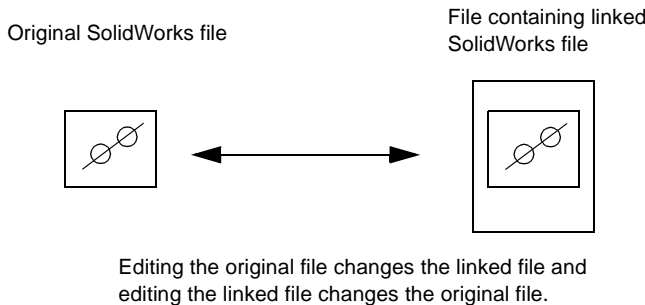 Original SolidWorks file
File containing linked
SolidWorks file
Editing the original file changes the linked file and
editing the linked file changes the original file.